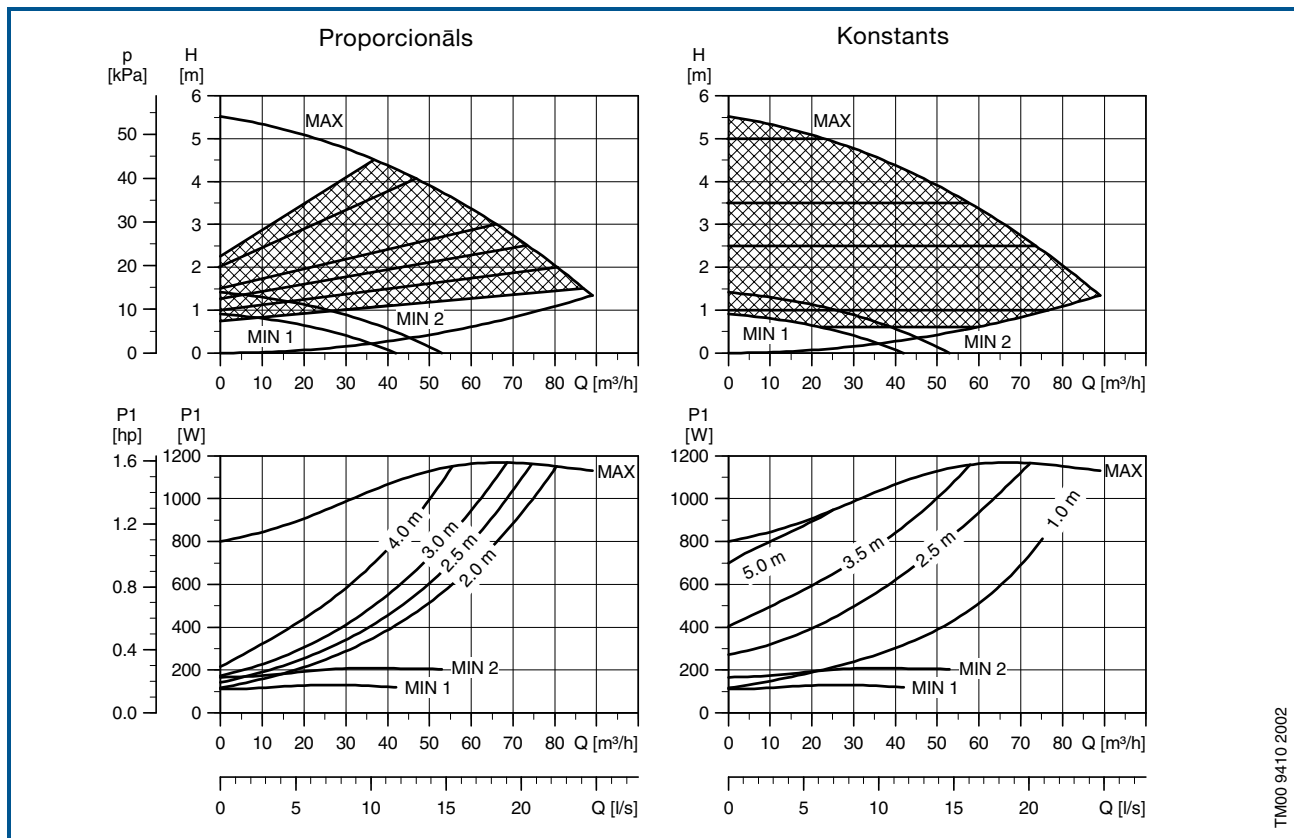 Proporcionāls
Konstants
p
[kPa]
H
[m]
H
[m]
6
5
4
3
2
1
0
50
40
30
20
10
0
MAX
MIN 1
MIN 2
0 10 20 30 40 50 60 70 80 Q [m³/h]
6
5
4
3
2
1
0
MAX
MIN 1
MIN 2
0 10 20 30 40 50 60 70 80 Q [m³/h]
P1
[hp]
P1
[W]
P1
[W]
1.6
1.2
0.8
0.4
0.0
1200
1000
800
600
400
200
0
MAX
4.0 m
3.0 m
2.5 m
2.0 m
MIN 2
MIN 1
0 10 20 30 40 50 60 70 80 Q [m³/h]
0 5 10 15 20 Q [l/s]
1200
1000
800
600
400
200
0
MAX
5.0 m
3.5 m
2.5 m
1.0 m
MIN 2
MIN 1
0 10 20 30 40 50 60 70 80 Q [m³/h]
0 5 10 15 20 Q [l/s]
TM00 9410 2002